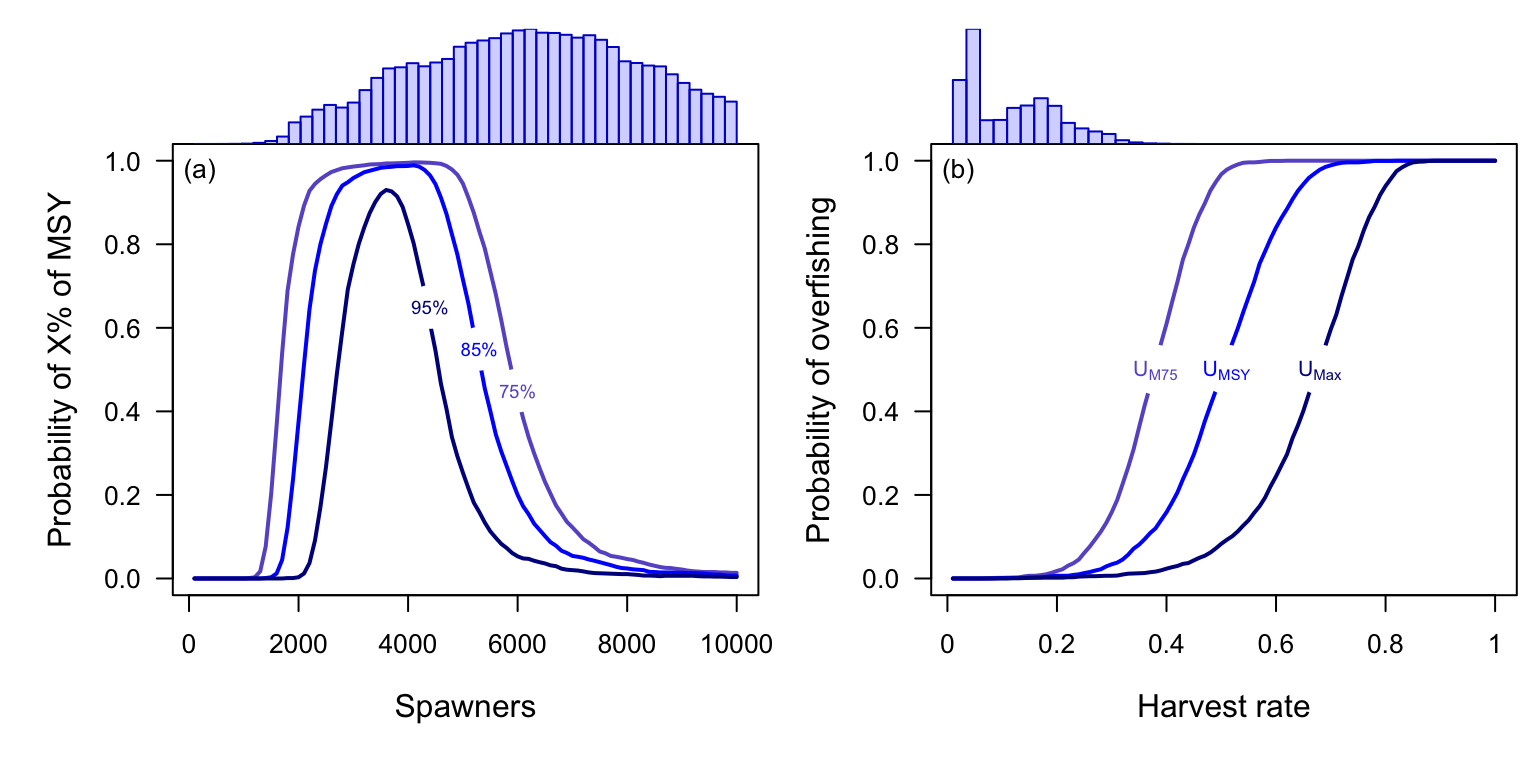 (a)
Probability of X% of MSY
1.0
0.8
0.6
0.4
0.2
0.0
95%
85%
75%
0 2000 4000 6000 8000 10000
Spawners
(b)
Probability of overfishing
1.0
0.8
0.6
0.4
0.2
0.0
UM75 UMSY UMax
0 0.2 0.4 0.6 0.8 1
Harvest rate